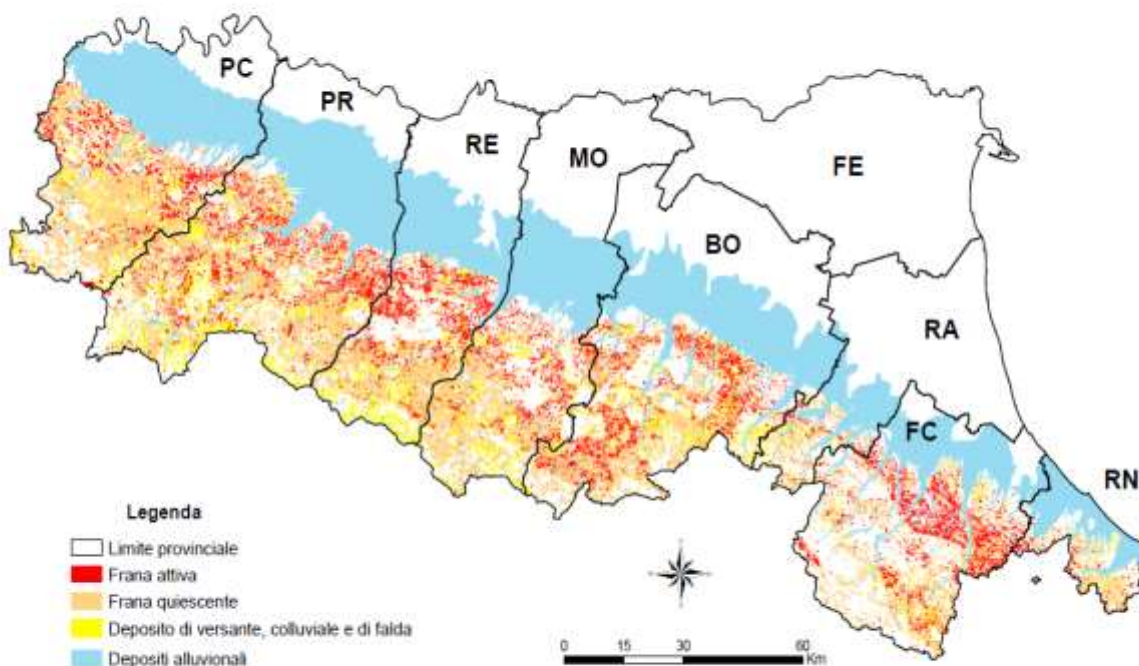 PC
PR
RE
MO
FE
BO
RA
FC
RN
Legenda
Limite provinciale
Frana attiva
Frana quiescente
Deposito di versante, colluviale e di falda
Depositi alluvionali
0 15 30 60
Km